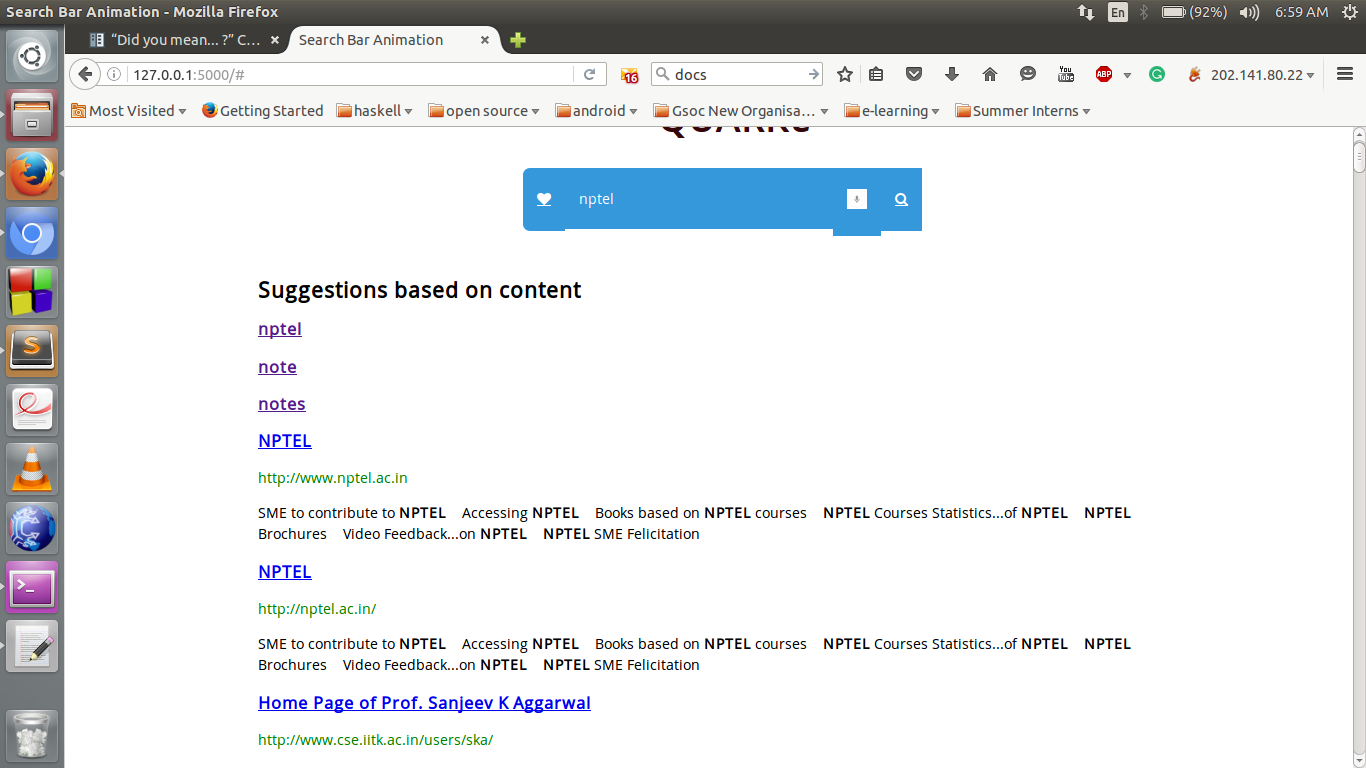 Search Bar Animation - Mozilla Firefox
En
(92%)
6:59 AM
“Did you mean... ?” C...
Search Bar Animation
127.0.0.1:5000/#
16
docs
You
Tube
ABP
202.141.80.22
Most Visited
Getting Started
haskell
open source
android
Gsoc New Organisa...
e-learning
Summer Interns
nptel
Suggestions based on content
nptel
note
notes
NPTEL
http://www.nptel.ac.in
SME to contribute to NPTEL Accessing NPTEL Books based on NPTEL courses NPTEL Courses Statistics...of NPTEL NPTEL
Brochures Video Feedback...on NPTEL NPTEL SME Felicitation
NPTEL
http://nptel.ac.in/
SME to contribute to NPTEL Accessing NPTEL Books based on NPTEL courses NPTEL Courses Statistics...of NPTEL NPTEL
Brochures Video Feedback...on NPTEL NPTEL SME Felicitation
Home Page of Prof. Sanjeev K Aggarwal
http://www.cse.iitk.ac.in/users/ska/